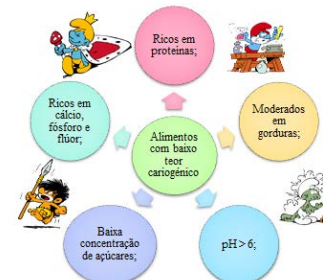 Ricos em
proteínas;
Ricos em
cálcio,
fósforo e
flúor;
Moderados
em
gorduras;
Alimentos
com baixo
teor
cariogénico
Baixa
concentração
de açúcares;
pH > 6;